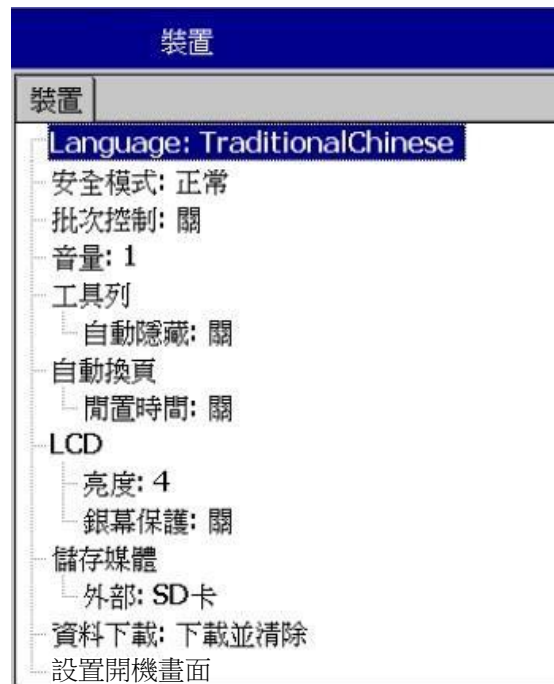 裝置
裝置
Language: TraditionalChinese
安全模式: 正常
批次控制: 關
音量: 1
工具列
自動隱藏: 關
自動換頁
閒置時間: 關
LCD
亮度: 4
銀幕保護: 關
儲存媒體
外部: SD卡
資料下載: 下載並清除
設置開機畫面